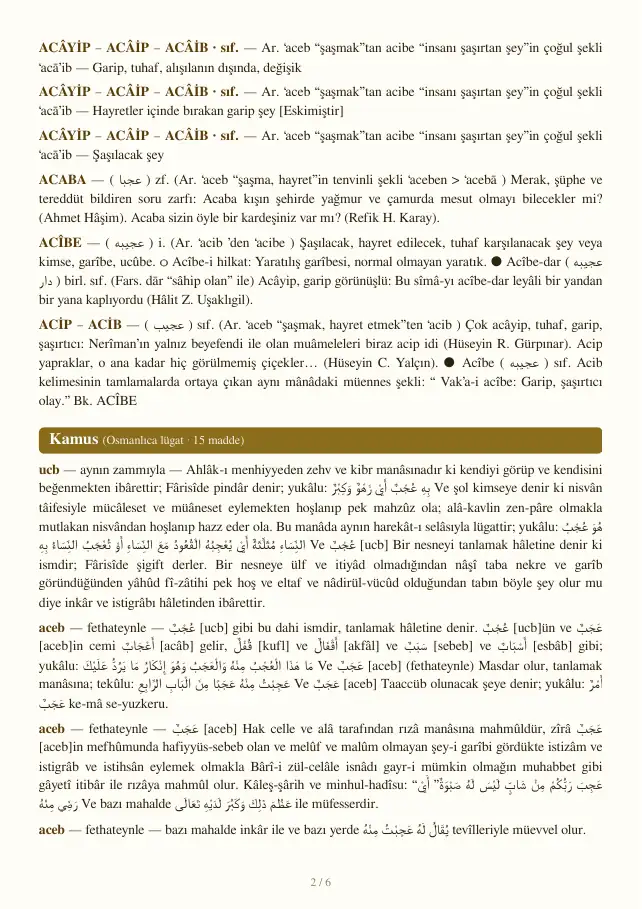 ACÂYİP – ACÂİP – ACÂİB · sıf. — Ar. ‘aceb “şaşmak”tan acibe “insanı şaşırtan şey”in çoğul şekli
‘acā’ib — Garip, tuhaf, alışılanın dışında, değişik
ACÂYİP – ACÂİP – ACÂİB · sıf. — Ar. ‘aceb “şaşmak”tan acibe “insanı şaşırtan şey”in çoğul şekli
‘acā’ib — Hayretler içinde bırakan garip şey [Eskimiştir]
ACÂYİP – ACÂİP – ACÂİB · sıf. — Ar. ‘aceb “şaşmak”tan acibe “insanı şaşırtan şey”in çoğul şekli
‘acā’ib — Şaşılacak şey
ACABA — ( عجبا ) zf. (Ar. ‘aceb “şaşma, hayret”in tenvinli şekli ‘aceben > ‘acebā ) Merak, şüphe ve
tereddüt bildiren soru zarfı: Acaba kışın şehirde yağmur ve çamurda mesut olmayı bilecekler mi?
(Ahmet Hâşim). Acaba sizin öyle bir kardeşiniz var mı? (Refik H. Karay).
ACÎBE — ( عجيبه ) i. (Ar. ‘acіb ’den ‘acіbe ) Şaşılacak, hayret edilecek, tuhaf karşılanacak şey veya
kimse, garîbe, ucûbe. ○ Acîbe-i hilkat: Yaratılış garîbesi, normal olmayan yaratık. ● Acîbe-dar ( عجيبه
دار ) birl. sıf. (Fars. dār “sâhip olan” ile) Acâyip, garip görünüşlü: Bu sîmâ-yı acîbe-dar leyâli bir yandan
bir yana kaplıyordu (Hâlit Z. Uşaklıgil).
ACİP – ACİB — ( عجيب ) sıf. (Ar. ‘aceb “şaşmak, hayret etmek”ten ‘acіb ) Çok acâyip, tuhaf, garip,
şaşırtıcı: Nerîman’ın yalnız beyefendi ile olan muâmeleleri biraz acip idi (Hüseyin R. Gürpınar). Acip
yapraklar, o ana kadar hiç görülmemiş çiçekler… (Hüseyin C. Yalçın). ● Acîbe ( عجيبه ) sıf. Acib
kelimesinin tamlamalarda ortaya çıkan aynı mânâdaki müennes şekli: “ Vak’a-i acîbe: Garip, şaşırtıcı
olay.” Bk. ACÎBE
Kamus (Osmanlıca lügat · 15 madde)
ucb — aynın zammıyla — Ahlâk-ı menhiyyeden zehv ve kibr manâsınadır ki kendiyi görüp ve kendisini
beğenmekten ibârettir; Fârisîde pindâr denir; yukâlu: بِهِ عُجْبٌ أَيْ زَهْوٌ وَكِبْرٌ Ve şol kimseye denir ki nisvân
tâifesiyle mücâleset ve müâneset eylemekten hoşlanıp pek mahzûz ola; alâ-kavlin zen-pâre olmakla
mutlakan nisvândan hoşlanıp hazz eder ola. Bu manâda aynın harekât-ı selâsıyla lügattir; yukâlu: هُوَ عُجْبُ
النِّسَاءِ مُثَلَّثَةً أَيْ يُعْجِبُهُ الْقُعُودُ مَعَ النِّسَاءِ أَوْ تُعْجَبُ النِّسَاءُ بِهِ Ve عُجْبٌ [ucb] Bir nesneyi tanlamak hâletine denir ki
ismdir; Fârisîde şigift derler. Bir nesneye ülf ve itiyâd olmadığından nâşî taba nekre ve garîb
göründüğünden yâhûd fî-zâtihi pek hoş ve eltaf ve nâdirül-vücûd olduğundan tabın böyle şey olur mu
diye inkâr ve istigrâbı hâletinden ibârettir.
aceb — fethateynle — عُجْبٌ [ucb] gibi bu dahi ismdir, tanlamak hâletine denir. عُجْبٌ [ucb]ün ve عَجَبٌ
[aceb]in cemi أَعْجَابٌ [acâb] gelir, قُفْلٌ [kufl] ve أَقْفَالٌ [akfâl] ve سَبَبٌ [sebeb] ve أَسْبَابٌ [esbâb] gibi;
yukâlu: مَا هَذَا الْعُجْبُ مِنْهُ وَالْعَجَبُ وَهُوَ إِنْكَارُ مَا يَرِدُ عَلَيْكَ Ve عَجَبٌ [aceb] (fethateynle) Masdar olur, tanlamak
manâsına; tekûlu: عَجِبْتُ مِنْهُ عَجَبًا مِنَ الْبَابِ الرَّابِعِ Ve عَجَبٌ [aceb] Taaccüb olunacak şeye denir; yukâlu: أَمْرٌ
عَجَبٌ ke-mâ se-yuzkeru.
aceb — fethateynle — عَجَبٌ [aceb] Hak celle ve alâ tarafından rızâ manâsına mahmûldür, zîrâ عَجَبٌ
[aceb]in mefhûmunda hafiyyüs-sebeb olan ve melûf ve malûm olmayan şey-i garîbi gördükte istizâm ve
istigrâb ve istihsân eylemek olmakla Bârî-i zül-celâle isnâdı gayr-i mümkin olmağın muhabbet gibi
gâyetî itibâr ile rızâya mahmûl olur. Kâleş-şârih ve minhul-hadîsu: “عَجِبَ رَبُّكُمْ مِنْ شَابٍّ لَيْسَ لَهُ صَبْوَةٌ” أَيْ
رَضِيَ مِنْهُ Ve bazı mahalde عَظُمَ ذَلِكَ وَكَبُرَ لَدَيْهِ تَعَالَى ile müfesserdir.
aceb — fethateynle — bazı mahalde inkâr ile ve bazı yerde يُقَالُ لَهُ عَجِبْتُ مِنْهُ tevîlleriyle müevvel olur.
2 / 6